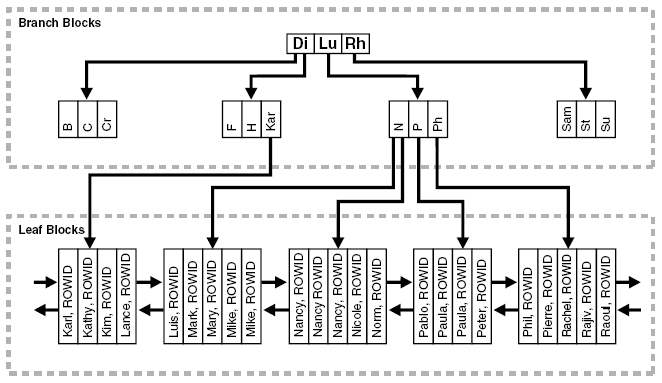 Branch Blocks
Di Lu Rh
B C Cr
F H Kar
N P Ph
Sam St Su
Leaf Blocks
Karl, ROWID
Kathy, ROWID
Kim, ROWID
Lance, ROWID
Luis, ROWID
Mark, ROWID
Mary, ROWID
Mike, ROWID
Mike, ROWID
Nancy, ROWID
Nancy ROWID
Nancy, ROWID
Nicole, ROWID
Norm, ROWID
Pablo, ROWID
Paula, ROWID
Paula, ROWID
Peter, ROWID
Phil, ROWID
Pierre, ROWID
Rachel, ROWID
Rajiv, ROWID
Raoul, ROWID